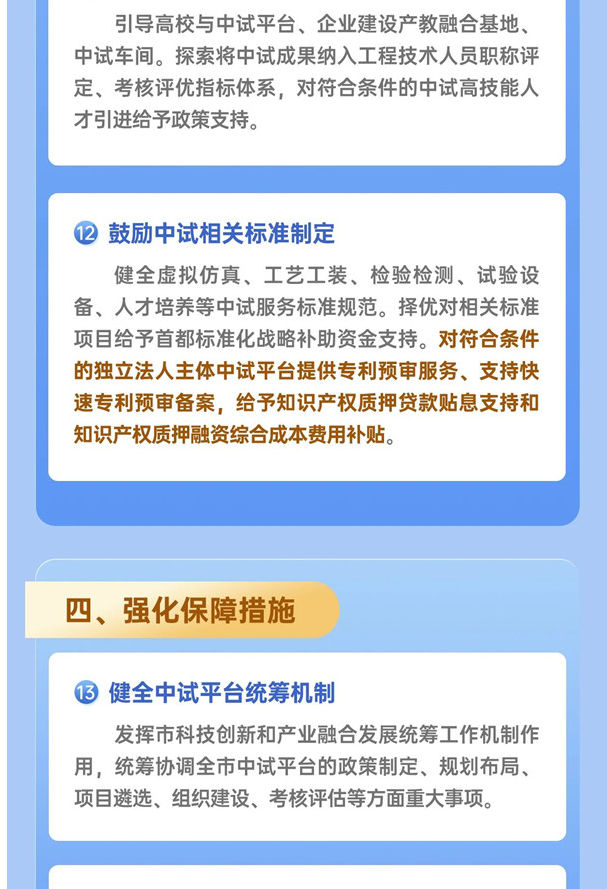 引导高校与中试平台、企业建设产教融合基地、
中试车间。探索将中试成果纳入工程技术人员职称评
定、考核评优指标体系，对符合条件的中试高技能人
才引进给予政策支持。
12 鼓励中试相关标准制定
健全虚拟仿真、工艺工装、检验检测、试验设
备、人才培养等中试服务标准规范。择优对相关标准
项目给予首都标准化战略补助资金支持。对符合条件
的独立法人主体中试平台提供专利预审服务、支持快
速专利预审备案，给予知识产权质押贷款贴息支持和
知识产权质押融资综合成本费用补贴。
四、强化保障措施
13 健全中试平台统筹机制
发挥市科技创新和产业融合发展统筹工作机制作
用，统筹协调全市中试平台的政策制定、规划布局、
项目遴选、组织建设、考核评估等方面重大事项。